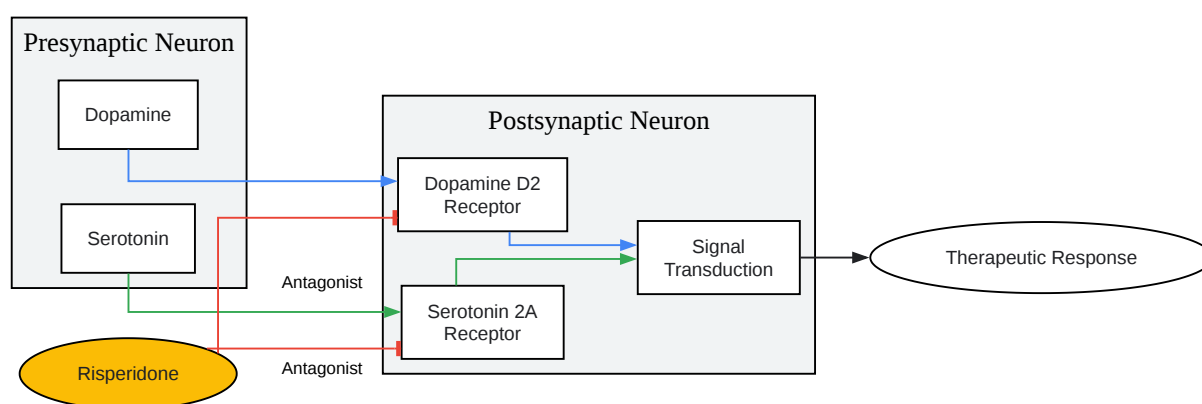 Presynaptic Neuron
Dopamine
Serotonin
Postsynaptic Neuron
Dopamine D2
Receptor
Signal
Transduction
Therapeutic Response
Antagonist
Serotonin 2A
Receptor
Risperidone
Antagonist